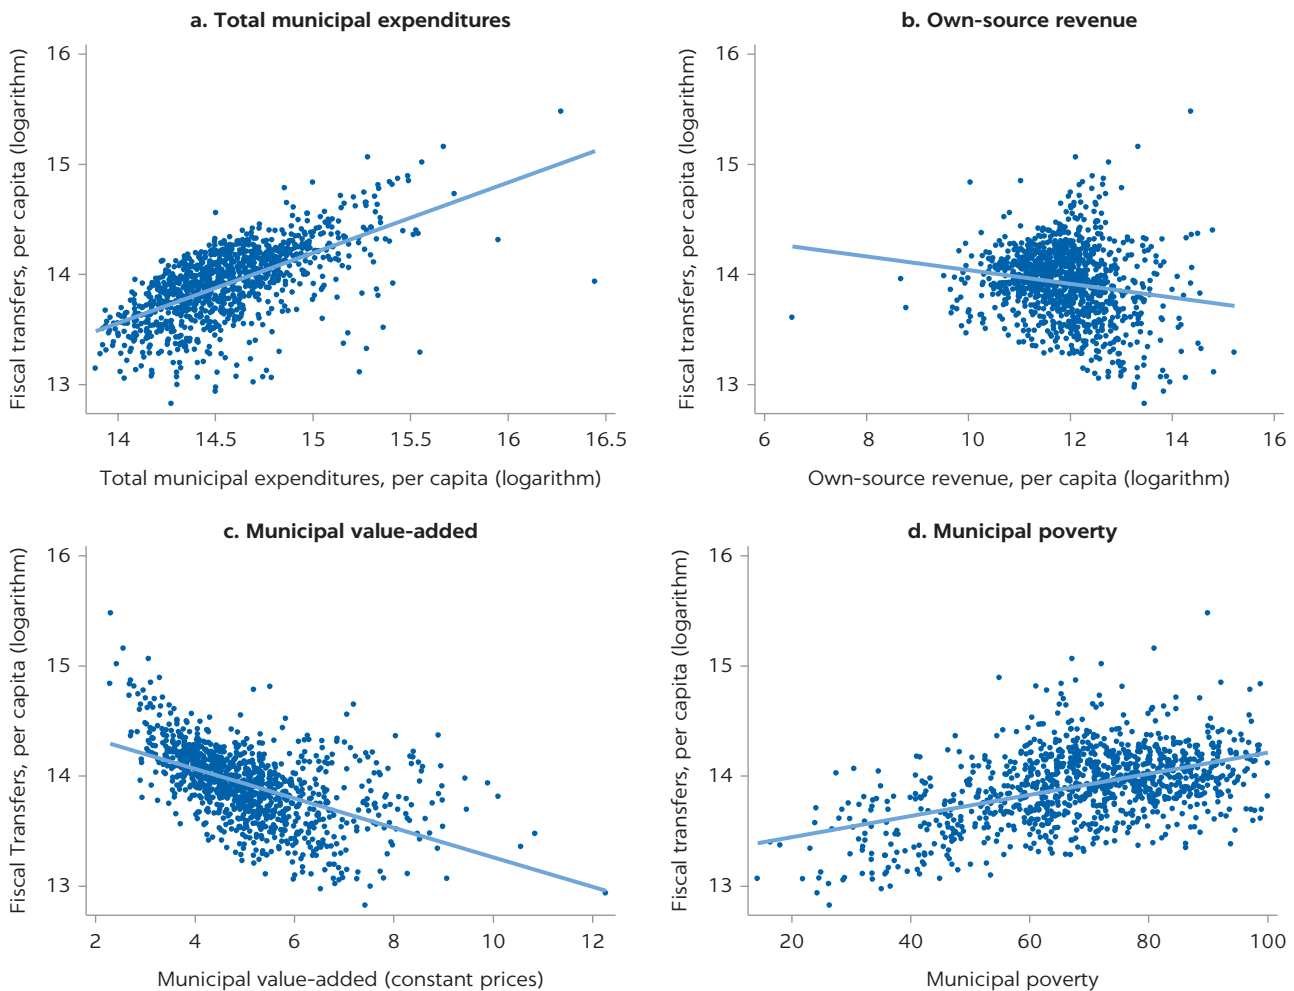 a. Total municipal expenditures
Fiscal transfers, per capita (logarithm)
16
15
14
13
14 14.5 15 15.5 16 16.5
Total municipal expenditures, per capita (logarithm)
b. Own-source revenue
Fiscal transfers, per capita (logarithm)
16
15
14
13
6 8 10 12 14 16
Own-source revenue, per capita (logarithm)
c. Municipal value-added
Fiscal Transfers, per capita (logarithm)
16
15
14
13
2 4 6 8 10 12
Municipal value-added (constant prices)
d. Municipal poverty
Fiscal transfers, per capita (logarithm)
16
15
14
13
20 40 60 80 100
Municipal poverty